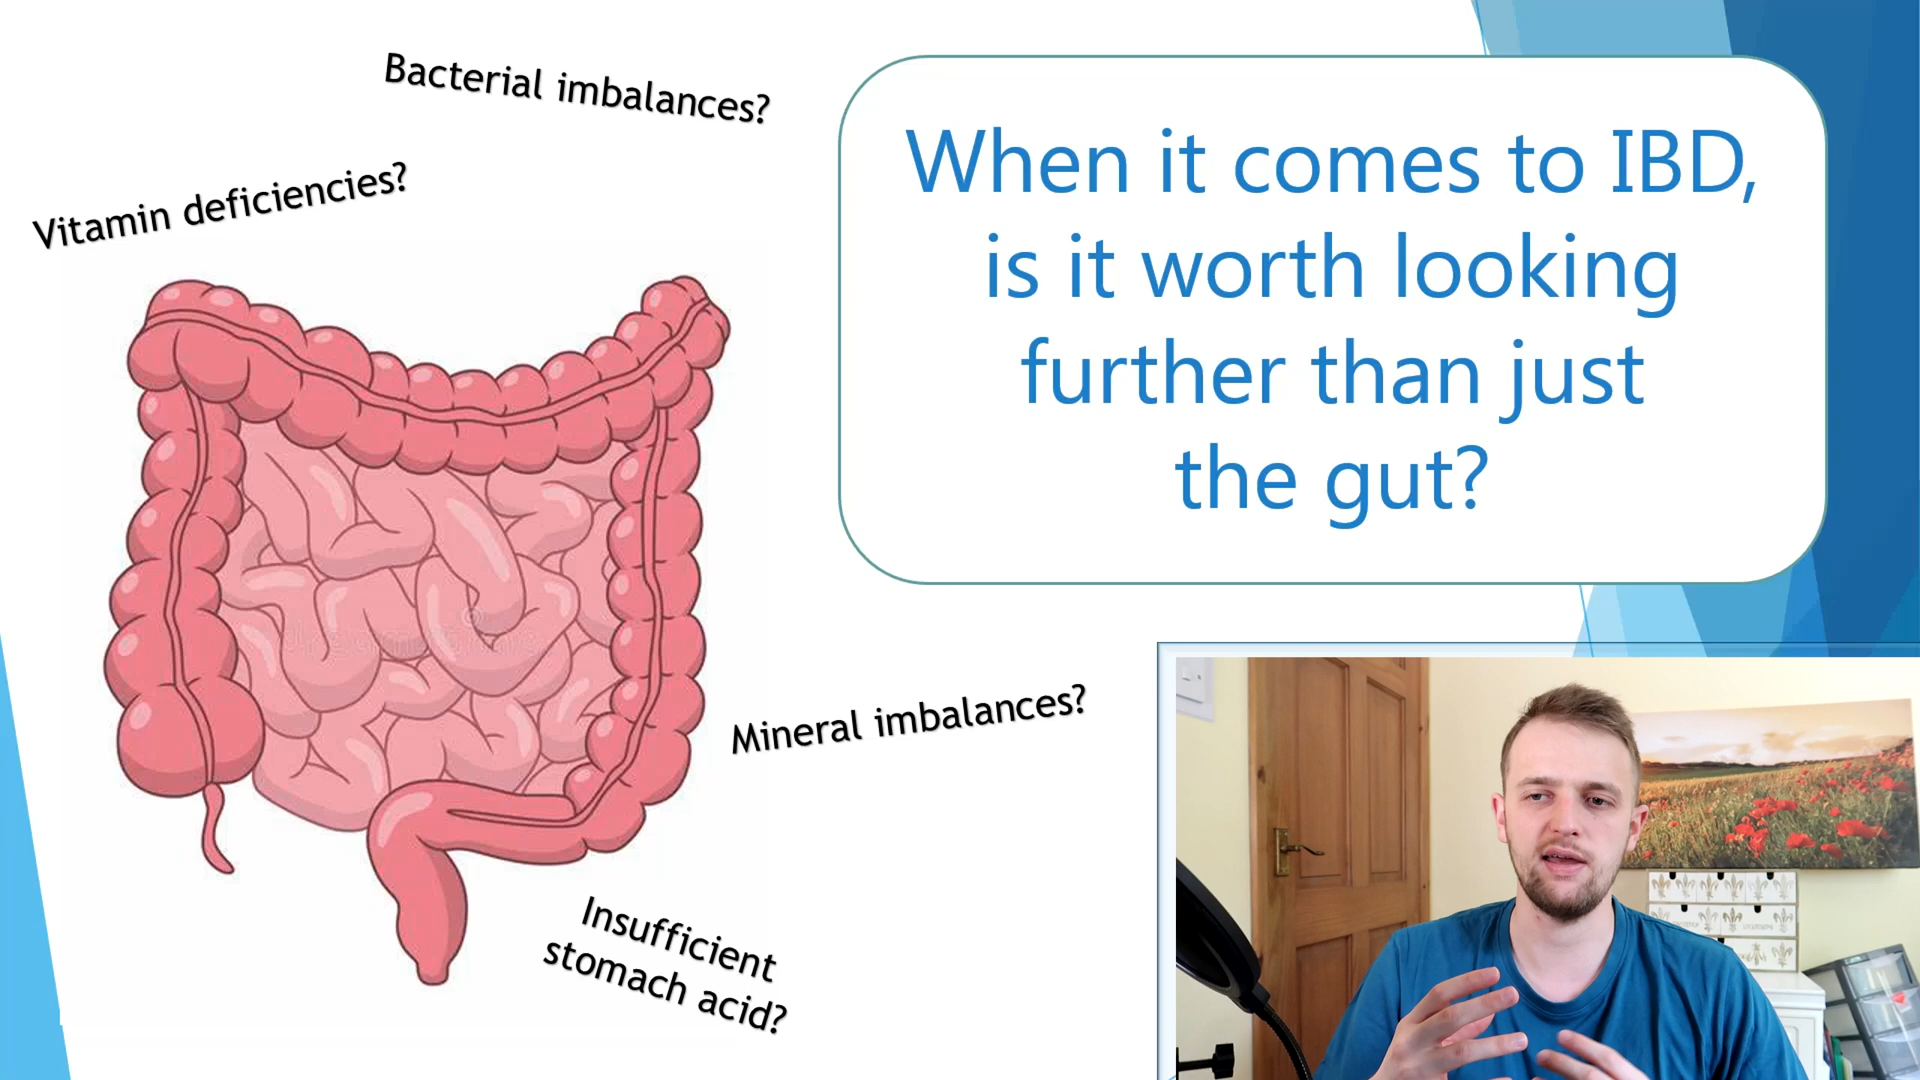 Bacterial imbalances?
Vitamin deficiencies?
When it comes to IBD,
is it worth looking
further than just
the gut?
Mineral imbalances?
Insufficient
stomach acid?